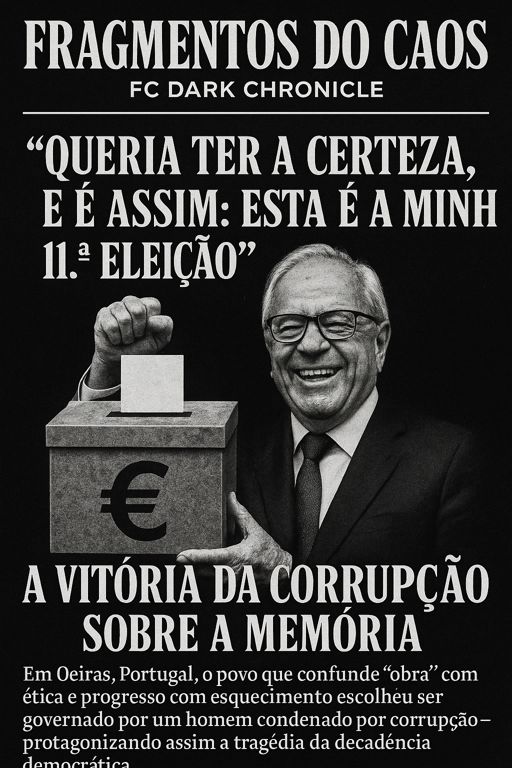 FRAGMENTOS DO CAOS
FC DARK CHRONICLE
“QUERIA TER A CERTEZA,
E É ASSIM: ESTA É A MINH
11.ª ELEIÇÃO”
€
A VITÓRIA DA CORRUPÇÃO
SOBRE A MEMÓRIA
Em Oeiras, Portugal, o povo que confunde “obra” com
ética e progresso com esquecimento escolheu ser
governado por um homem condenado por corrupção–
protagonizando assim a tragédia da decadéncia
democrática